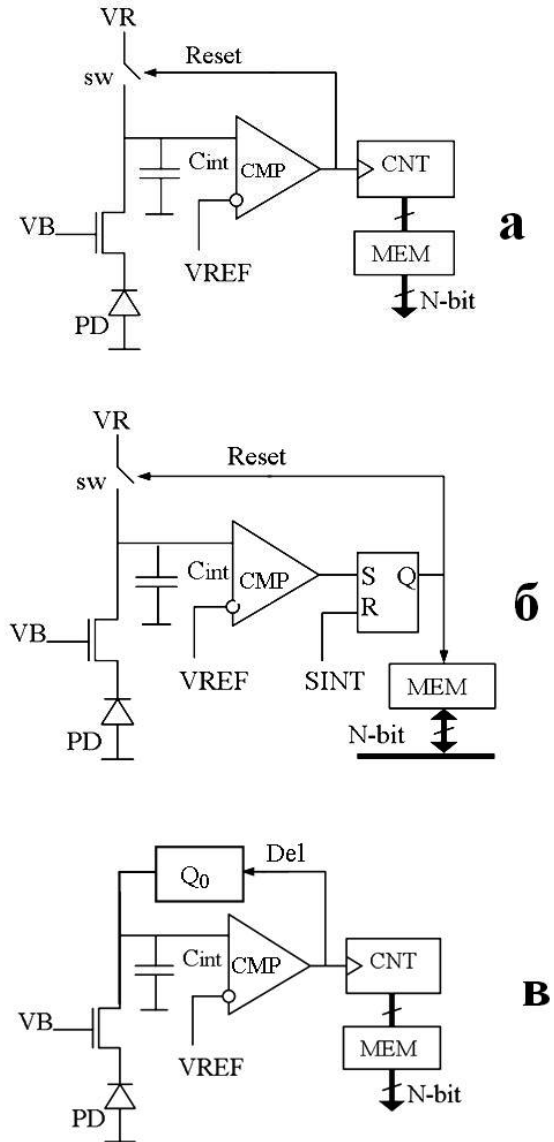 VR
Reset
sw
Cint
CMP
CNT
VB
VREF
MEM
а
PD
N-bit
VR
Reset
sw
Cint
CMP
S Q
R
б
VB
VREF
SINT
MEM
PD
N-bit
Del
Q0
Cint
CMP
CNT
в
VB
VREF
MEM
PD
N-bit